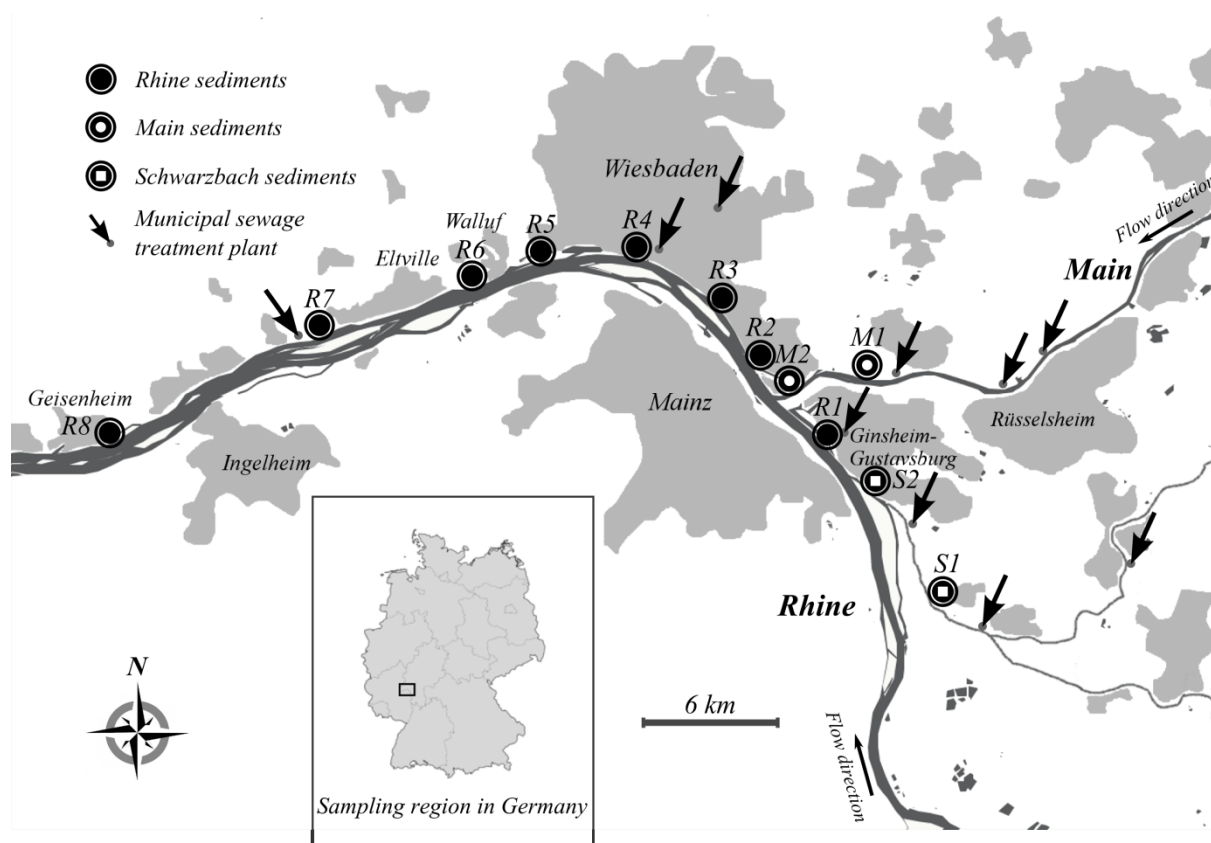 Rhine sediments
Main sediments
Schwarzbach sediments
Municipal sewage
treatment plant
Wiesbaden
Flow direction
Main
Walluf
R4
R5
R6
Eltville
R3
R7
R2
M2
M1
Geisenheim
R8
Mainz
R1
Rüsselsheim
Ginsheim-
Gustavsburg
S2
Ingelheim
S1
Rhine
N
6 km
Flow direction
Sampling region in Germany